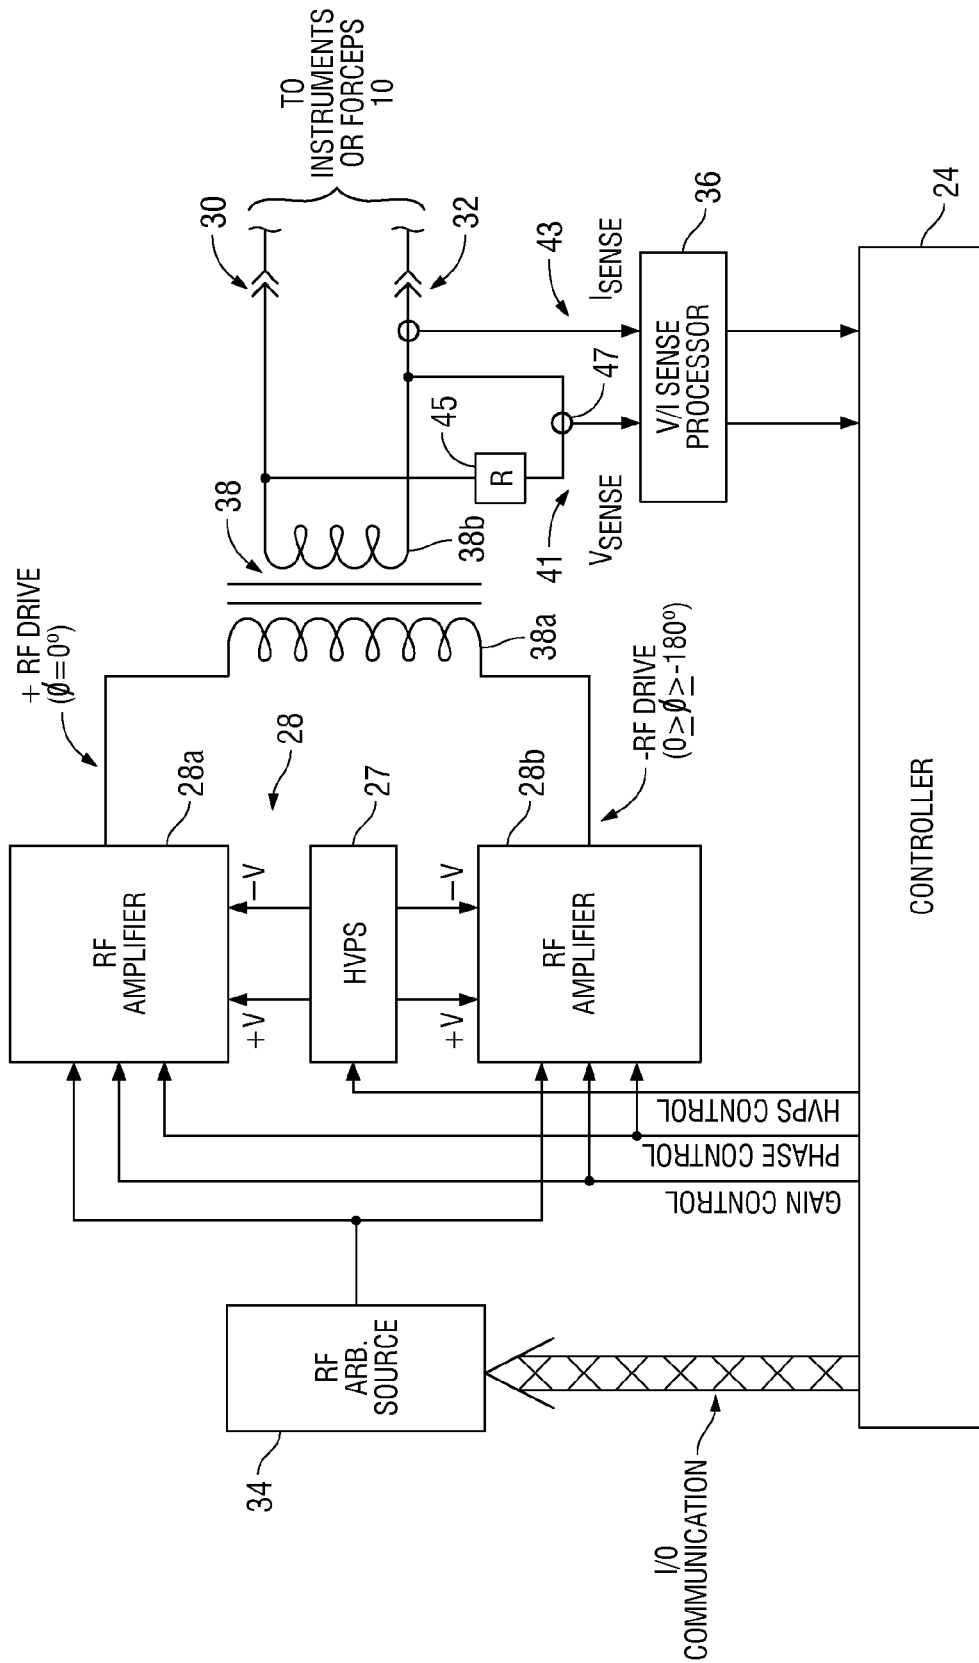 + RF DRIVE
(ϕ=0°)
28a
RF
AMPLIFIER
+V
−V
28
27
HVPS
+V
−V
28b
RF
AMPLIFIER
-RF DRIVE
(0≥ϕ≥-180°)
38
38a
38b
30
32
TO
INSTRUMENTS
OR FORCEPS
10
45
R
41
VSENSE
47
43
ISENSE
36
V/I SENSE
PROCESSOR
24
CONTROLLER
HVPS CONTROL
PHASE CONTROL
GAIN CONTROL
RF
ARB.
SOURCE
34
I/O
COMMUNICATION